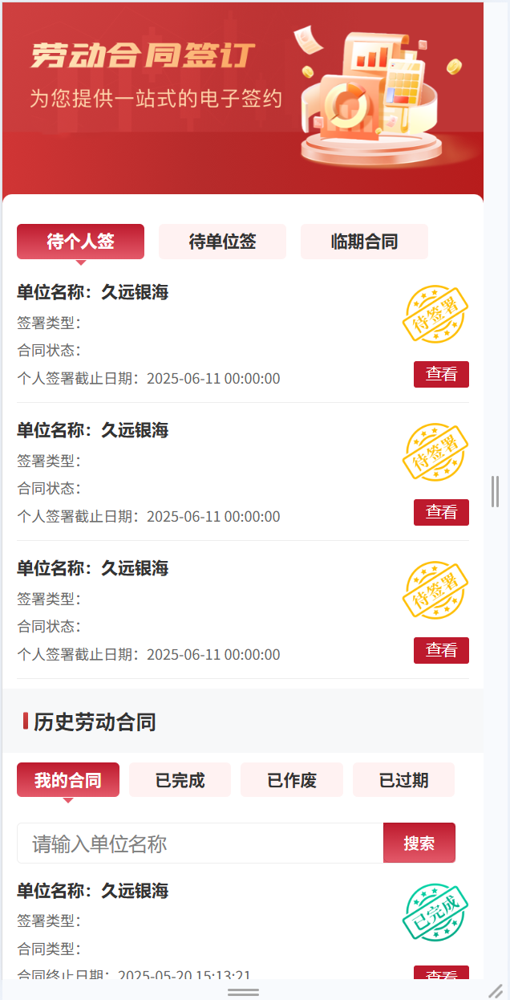 劳动合同签订
为您提供一站式的电子签约
待个人签 待单位签 临期合同
单位名称：久远银海
待签署
签署类型：
合同状态：
个人签署截止日期：2025-06-11 00:00:00
查看
单位名称：久远银海
待签署
签署类型：
合同状态：
个人签署截止日期：2025-06-11 00:00:00
查看
单位名称：久远银海
待签署
签署类型：
合同状态：
个人签署截止日期：2025-06-11 00:00:00
查看
历史劳动合同
我的合同 已完成 已作废 已过期
请输入单位名称 搜索
单位名称：久远银海
已完成
签署类型：
合同类型：
合同终止日期：2025-05-20 15:13:21
查看